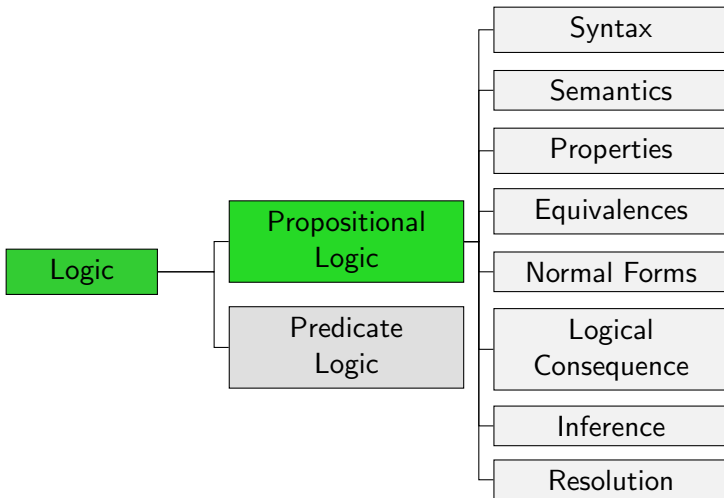 Logic
Propositional
Logic
Predicate
Logic
Syntax
Semantics
Properties
Equivalences
Normal Forms
Logical
Consequence
Inference
Resolution